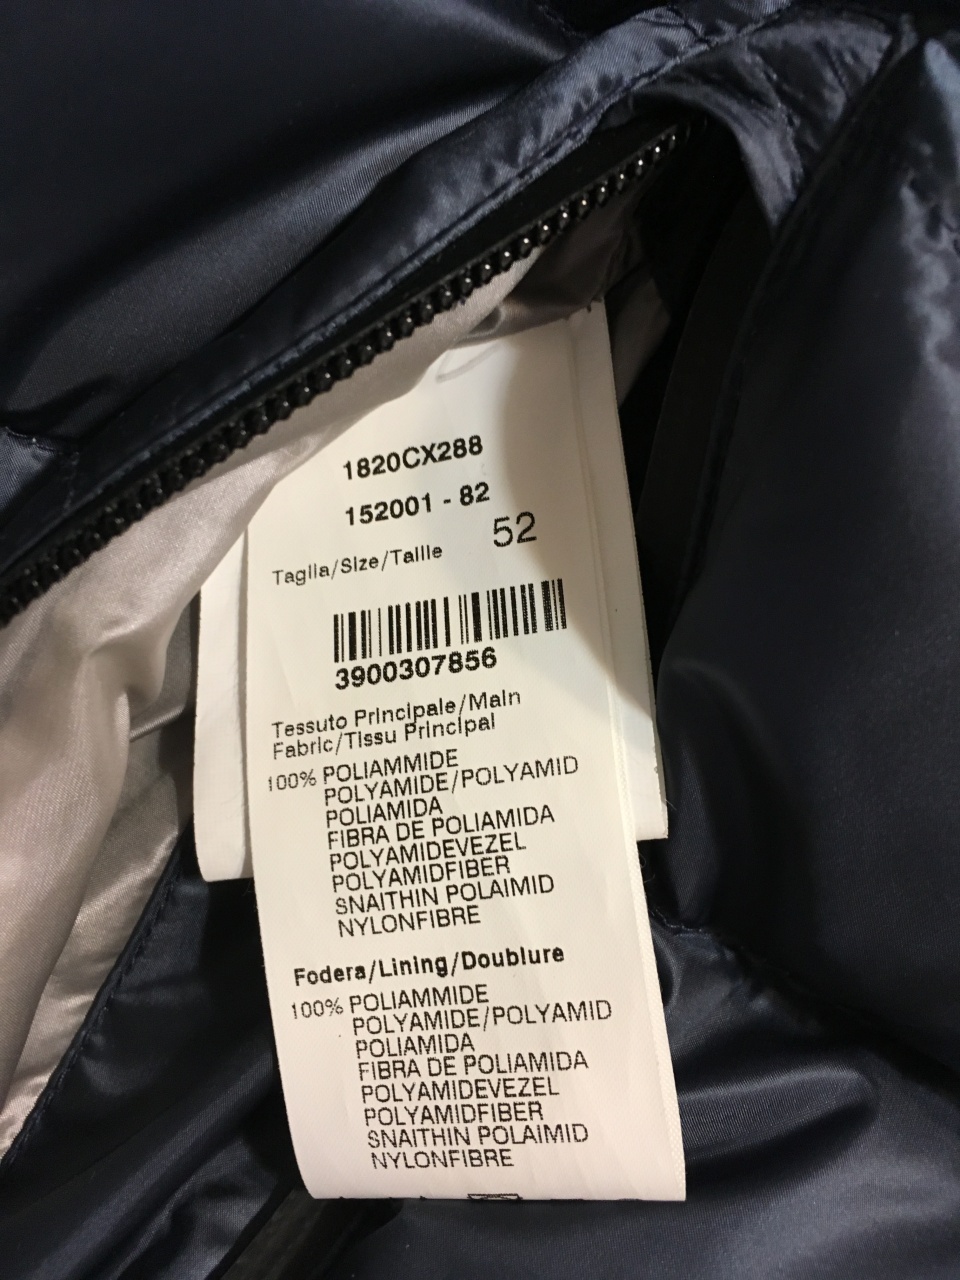 1820CX288
152001 - 82
Taglia/Size/Taille 52
3900307856
Tessuto Principale/Main
Fabric/Tissu Principal
100% POLIAMMIDE
POLYAMIDE/POLYAMID
POLIAMIDA
FIBRA DE POLIAMIDA
POLYAMIDEVEZEL
POLYAMIDFIBER
SNAITHIN POLAIMID
NYLONFIBRE
Fodera/Lining/Doublure
100% POLIAMMIDE
POLYAMIDE/POLYAMID
POLIAMIDA
FIBRA DE POLIAMIDA
POLYAMIDEVEZEL
POLYAMIDFIBER
SNAITHIN POLAIMID
NYLONFIBRE